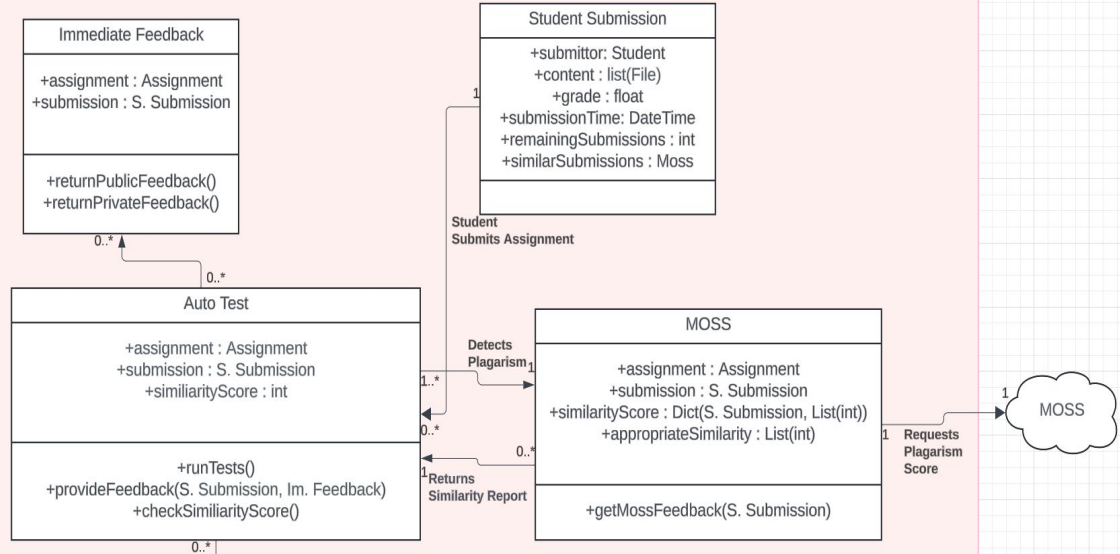 Immediate Feedback
+assignment : Assignment
+submission : S. Submission
+returnPublicFeedback()
+returnPrivateFeedback()
0..*
0..*
Student Submission
+submittor: Student
+content : list(File)
+grade : float
+submissionTime: DateTime
+remainingSubmissions : int
+similarSubmissions : Moss
1
Student
Submits Assignment
Auto Test
+assignment : Assignment
+submission : S. Submission
+similiarityScore : int
+runTests()
+provideFeedback(S. Submission, Im. Feedback)
+checkSimiliarityScore()
0..*
Detects
Plagarism
1
1..*
0..*
0..*
1
Returns
Similarity Report
MOSS
+assignment : Assignment
+submission : S. Submission
+similarityScore : Dict(S. Submission, List(int))
+appropriateSimilarity : List(int)
+getMossFeedback(S. Submission)
1
Requests
Plagarism
Score
1
MOSS